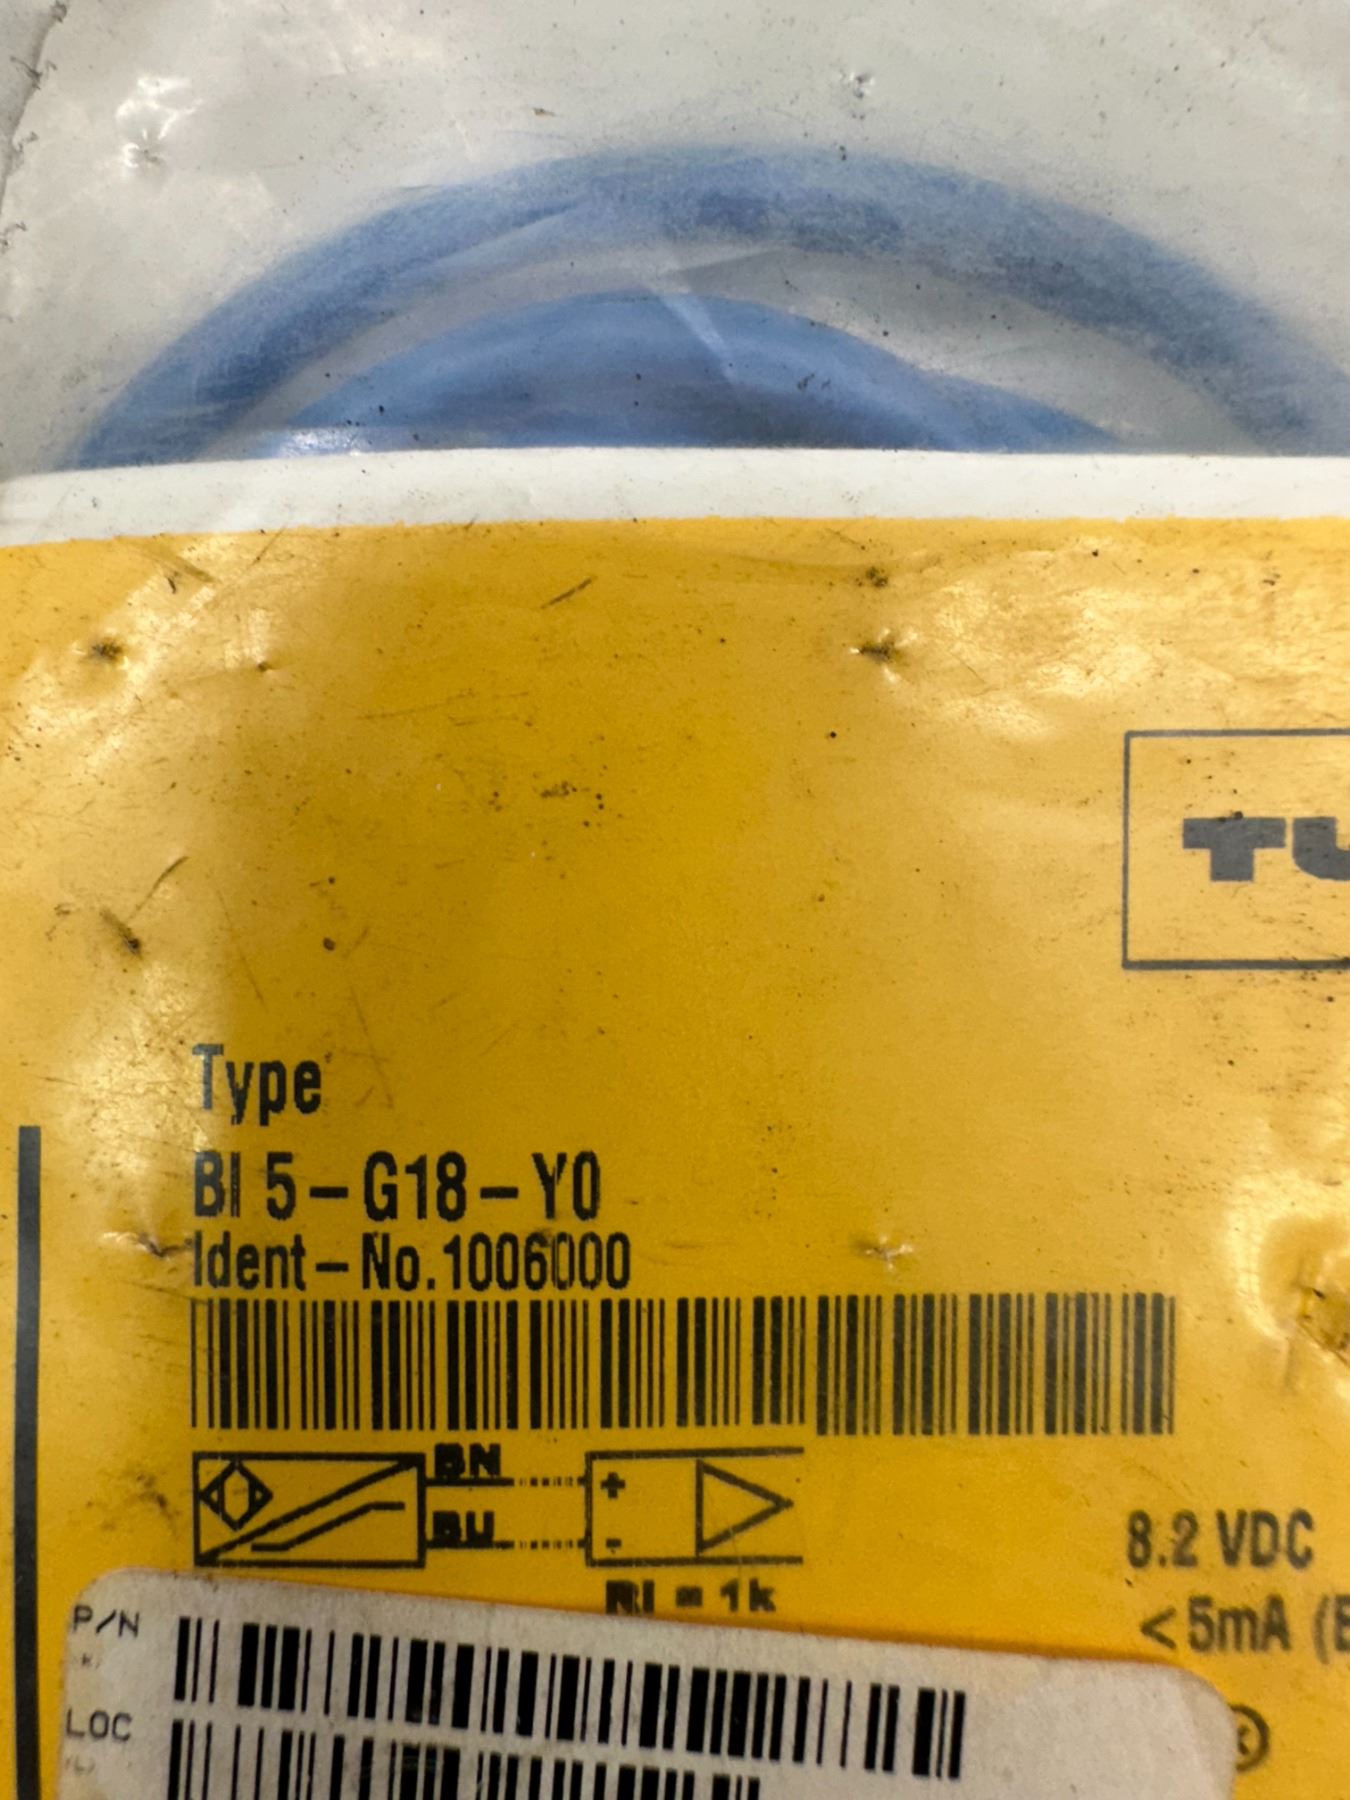 TU
Type
BI 5-G18-Y0
Ident-No.1006000
BN
BU
+
-
RI = 1k
8.2 VDC
<5mA (
P/N
LOC